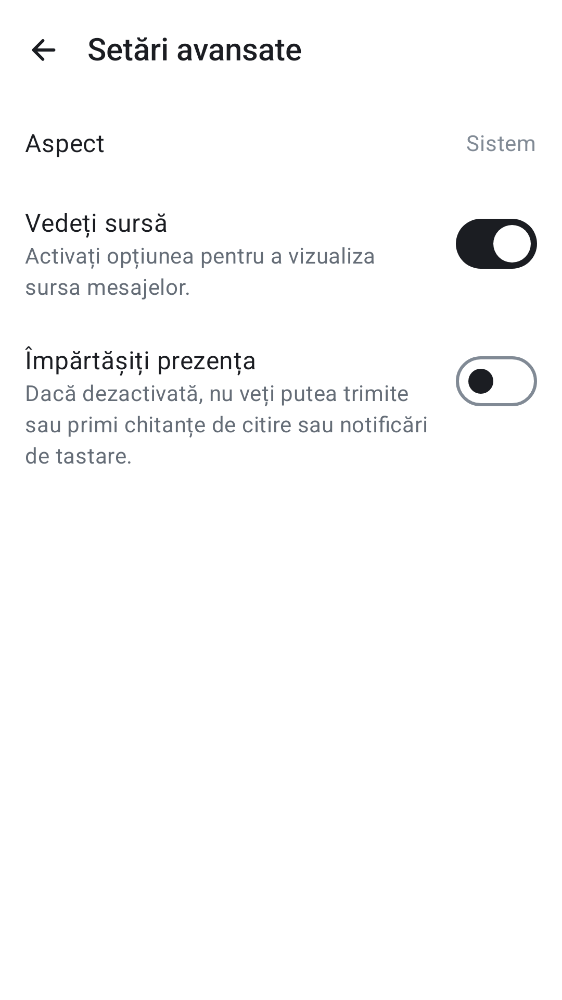 Setări avansate
Aspect
Sistem
Vedeți sursă
Activați opțiunea pentru a vizualiza
sursa mesajelor.
Împărtășiți prezența
Dacă dezactivată, nu veți putea trimite
sau primi chitanțe de citire sau notificări
de tastare.